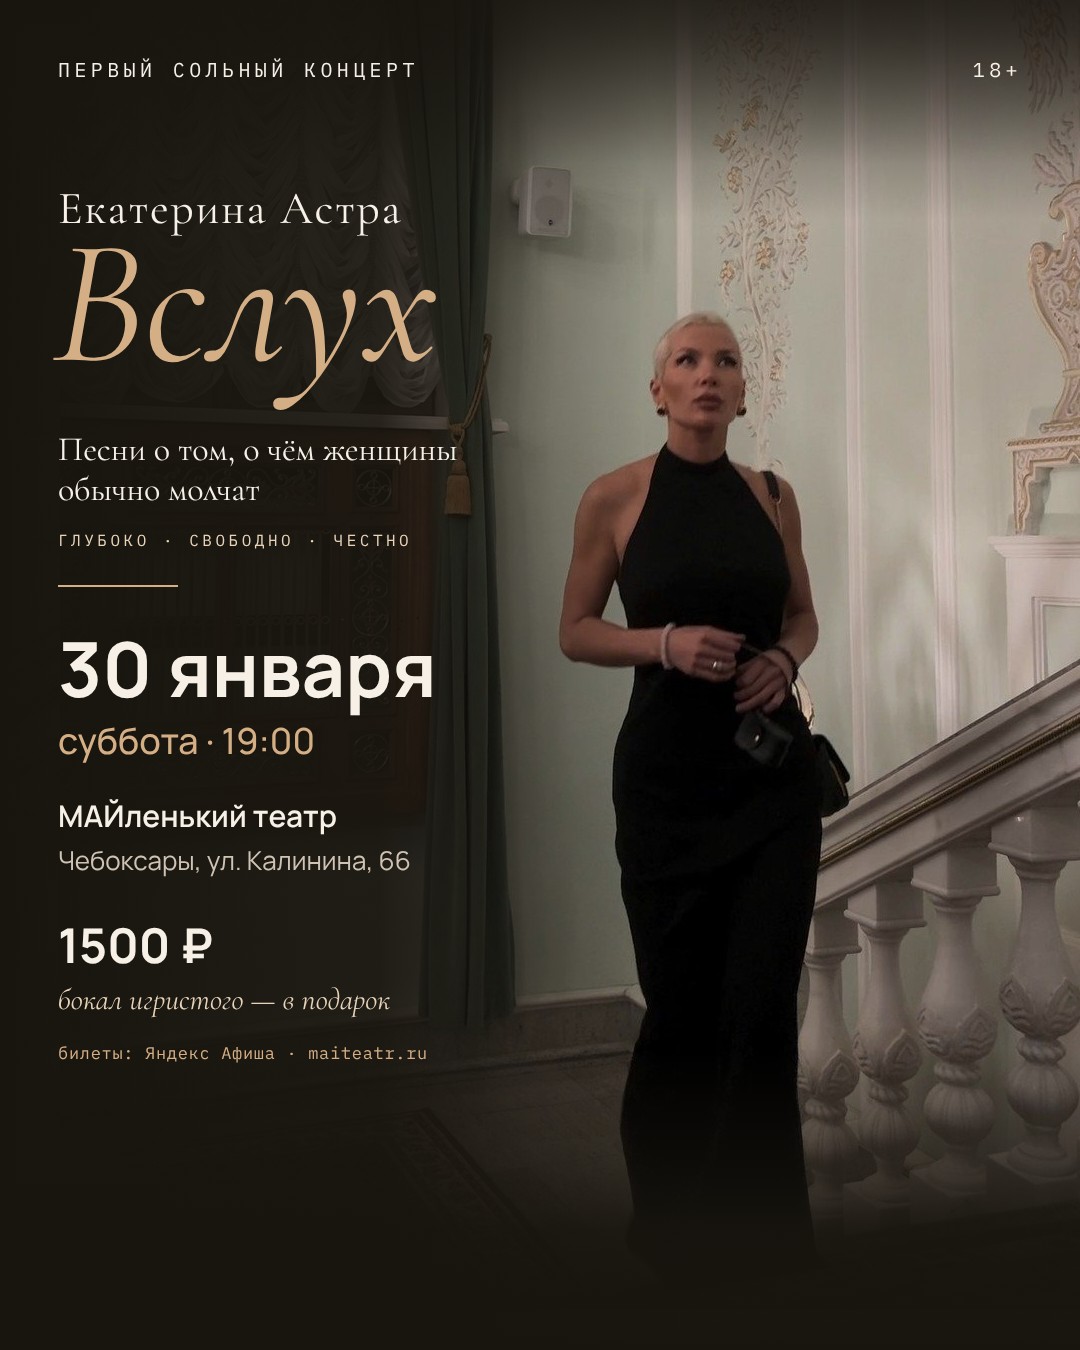 ПЕРВЫЙ СОЛЬНЫЙ КОНЦЕРТ
18+
Екатерина Астра
Вслух
Песни о том, о чём женщины
обычно молчат
ГЛУБОКО · СВОБОДНО · ЧЕСТНО
30 января
суббота · 19:00
МАЙленький театр
Чебоксары, ул. Калинина, 66
1500 ₽
бокал игристого — в подарок
билеты: Яндекс Афиша · maiteatr.ru